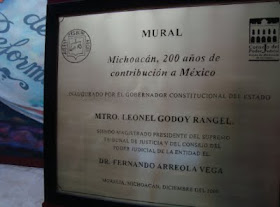 Reforma
MURAL
Michoacán, 200 años de
contribución a México
INAUGURADO POR EL GOBERNADOR CONSTITUCIONAL DEL ESTADO
MTRO. LEONEL GODOY RANGEL.
SIENDO MAGISTRADO PRESIDENTE DEL SUPREMO
TRIBUNAL DE JUSTICIA Y DEL CONSEJO DEL
PODER JUDICIAL DE LA ENTIDAD EL
DR. FERNANDO ARREOLA VEGA
MORELIA, MICHOACÁN, DICIEMBRE DEL